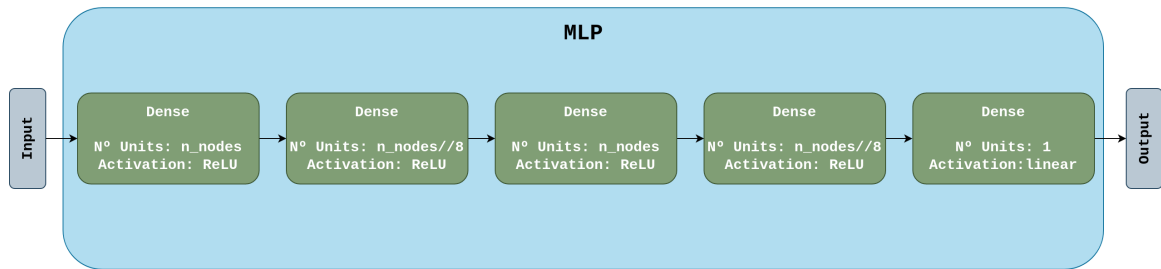 MLP
Input
Dense
Nº Units: n_nodes
Activation: ReLU
Dense
Nº Units: n_nodes//8
Activation: ReLU
Dense
Nº Units: n_nodes
Activation: ReLU
Dense
Nº Units: n_nodes//8
Activation: ReLU
Dense
Nº Units: 1
Activation:linear
Output